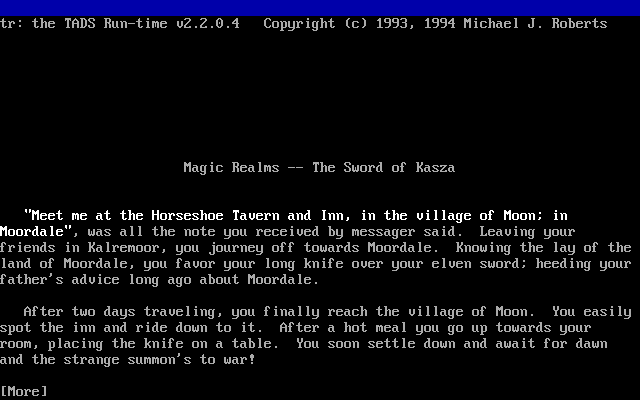 tr: the TADS Run-time v2.2.0.4   Copyright (c) 1993, 1994 Michael J. Roberts
Magic Realms -- The Sword of Kasza
"Meet me at the Horseshoe Tavern and Inn, in the village of Moon; in
Moordale", was all the note you received by messager said.  Leaving your
friends in Kalremoor, you journey off towards Moordale.  Knowing the lay of the
land of Moordale, you favor your long knife over your elven sword; heeding your
father's advice long ago about Moordale.
After two days traveling, you finally reach the village of Moon.  You easily
spot the inn and ride down to it.  After a hot meal you go up towards your
room, placing the knife on a table.  You soon settle down and await for dawn
and the strange summon's to war!
[More]